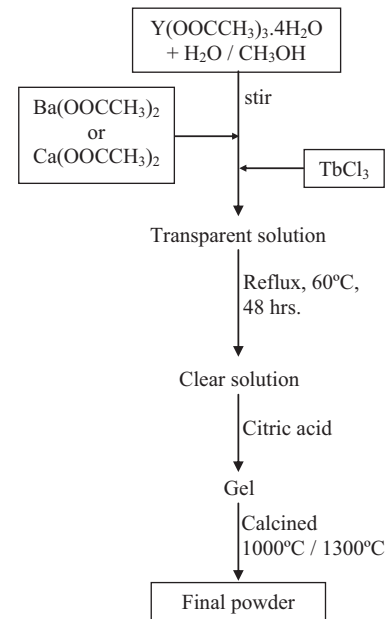 Y(OOCCH₃)₃.4H₂O
+ H₂O / CH₃OH
stir
Ba(OOCCH₃)₂
or
Ca(OOCCH₃)₂
TbCl₃
Transparent solution
Reflux, 60ºC,
48 hrs.
Clear solution
Citric acid
Gel
Calcined
1000ºC / 1300ºC
Final powder